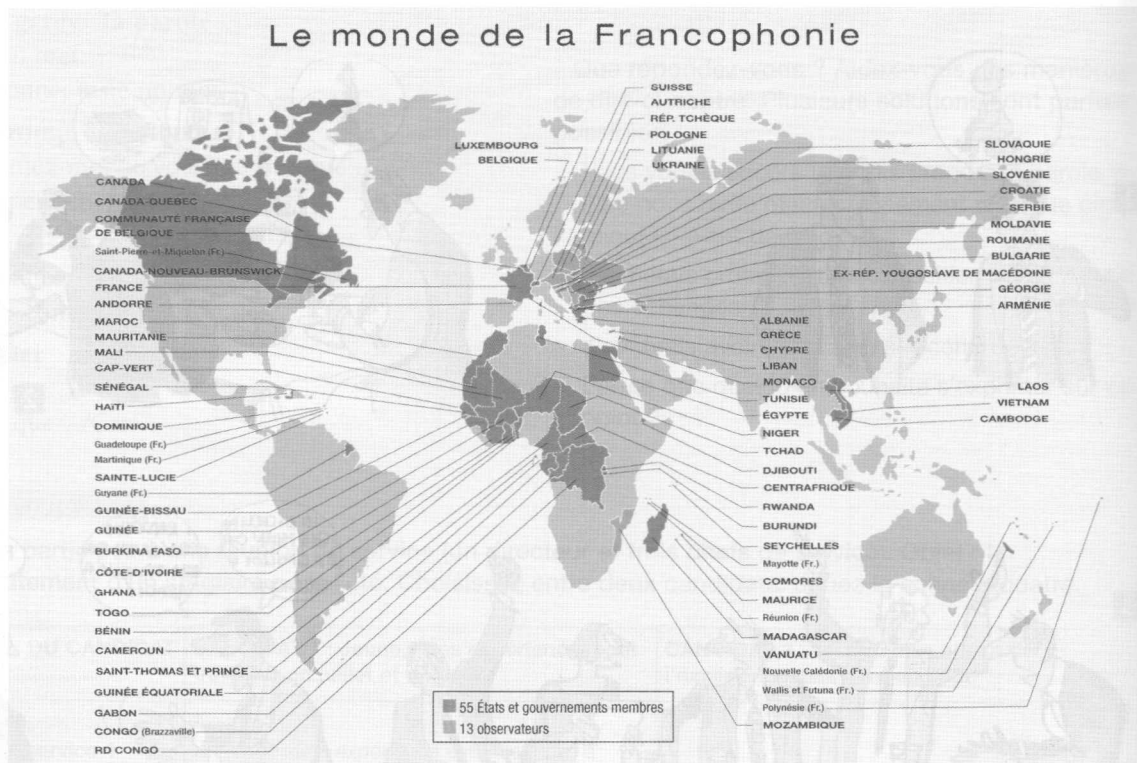 Le monde de la Francophonie
SUISSE
AUTRICHE
RÉP. TCHÈQUE
POLOGNE
LITUANIE
UKRAINE
LUXEMBOURG
BELGIQUE
CANADA
CANADA-QUÉBEC
COMMUNAUTÉ FRANÇAISE
DE BELGIQUE
Saint-Pierre-et-Miquelon (Fr.)
CANADA-NOUVEAU-BRUNSWICK
FRANCE
ANDORRE
MAROC
MAURITANIE
MALI
CAP-VERT
SÉNÉGAL
HAÏTI
DOMINIQUE
Guadeloupe (Fr.)
Martinique (Fr.)
SAINTE-LUCIE
Guyane (Fr.)
GUINÉE-BISSAU
GUINÉE
BURKINA FASO
CÔTE-D'IVOIRE
GHANA
TOGO
BÉNIN
CAMEROUN
SAINT-THOMAS ET PRINCE
GUINÉE ÉQUATORIALE
GABON
CONGO (Brazzaville)
RD CONGO
SLOVAQUIE
HONGRIE
SLOVÉNIE
CROATIE
SERBIE
MOLDAVIE
ROUMANIE
BULGARIE
EX-RÉP. YOUGOSLAVE DE MACÉDOINE
GÉORGIE
ARMÉNIE
ALBANIE
GRÈCE
CHYPRE
LIBAN
MONACO
TUNISIE
ÉGYPTE
NIGER
TCHAD
DJIBOUTI
CENTRAFRIQUE
RWANDA
BURUNDI
SEYCHELLES
Mayotte (Fr.)
COMORES
MAURICE
Réunion (Fr.)
MADAGASCAR
VANUATU
Nouvelle Calédonie (Fr.)
Wallis et Futuna (Fr.)
Polynésie (Fr.)
MOZAMBIQUE
LAOS
VIETNAM
CAMBODGE
55 États et gouvernements membres
13 observateurs